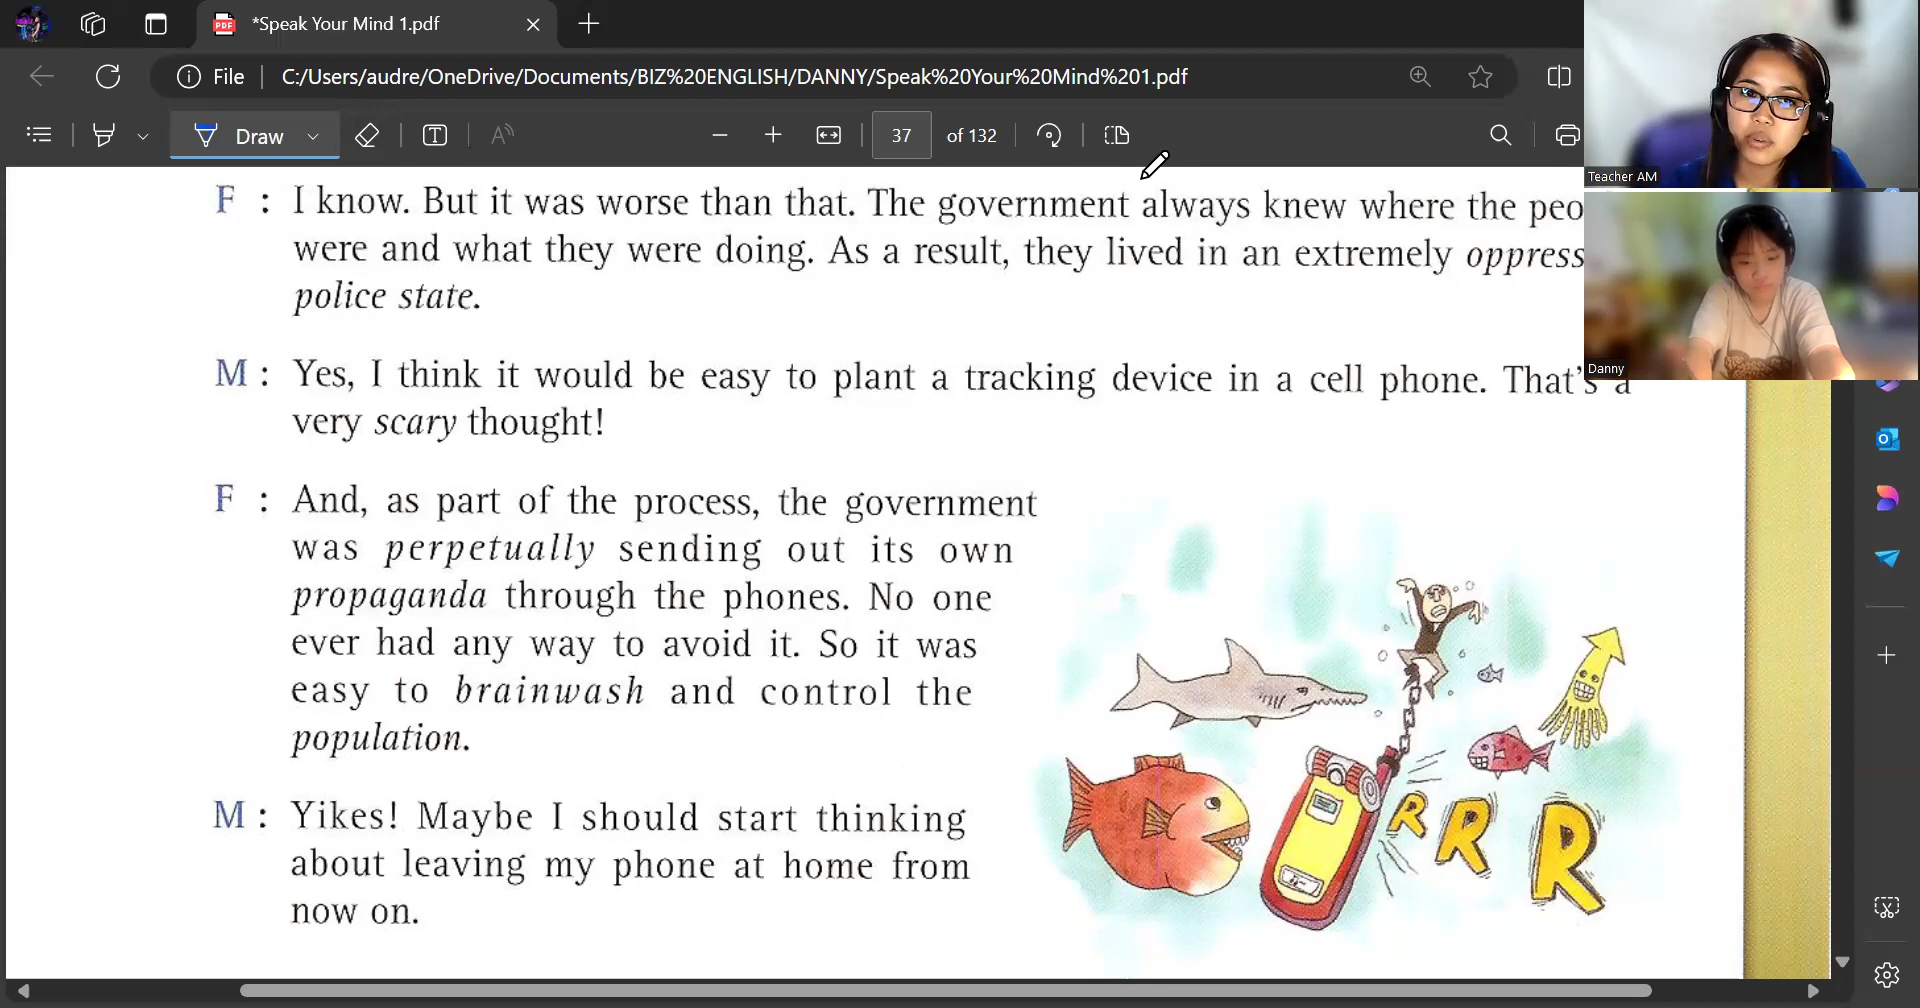 *Speak Your Mind 1.pdf
File
C:/Users/audre/OneDrive/Documents/BIZ%20ENGLISH/DANNY/Speak%20Your%20Mind%201.pdf
Draw
37 of 132
Teacher AM
Danny
F : I know. But it was worse than that. The government always knew where the peo
were and what they were doing. As a result, they lived in an extremely oppress
police state.
M : Yes, I think it would be easy to plant a tracking device in a cell phone. That's a
very scary thought!
F : And, as part of the process, the government
was perpetually sending out its own
propaganda through the phones. No one
ever had any way to avoid it. So it was
easy to brainwash and control the
population.
M : Yikes! Maybe I should start thinking
about leaving my phone at home from
now on.
R R R